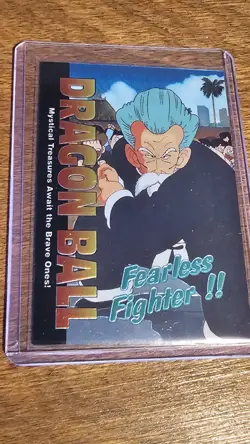 DRAGON BALL
Mystical Treasures Await the Brave Ones!
Fearless
Fighter !!